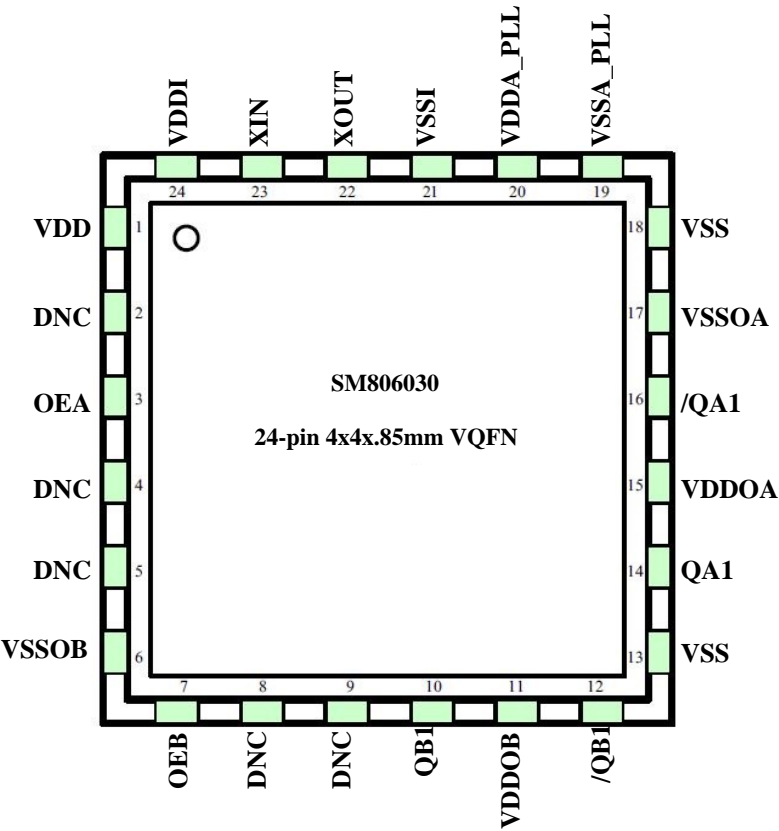 VDDI
XIN
XOUT
VSSI
VDDA_PLL
VSSA_PLL
24
23
22
21
20
19
VDD 1
18 VSS
DNC 2
17 VSSOA
OEA 3
16 /QA1
SM806030
24-pin 4x4x.85mm VQFN
DNC 4
15 VDDOA
DNC 5
14 QA1
VSSOB 6
13 VSS
7
8
9
10
11
12
OEB
DNC
DNC
QB1
VDDOB
/QB1